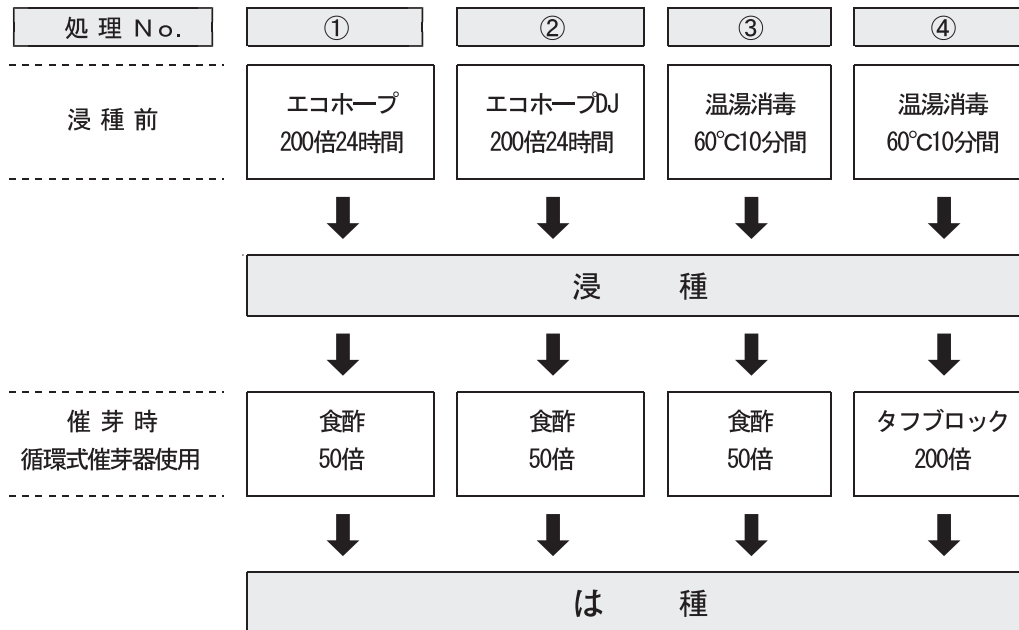 処理No. ① ② ③ ④
浸種前
エコホープ
200倍24時間
エコホープDJ
200倍24時間
温湯消毒
60℃10分間
温湯消毒
60℃10分間
浸種
催芽時
循環式催芽器使用
食酢
50倍
食酢
50倍
食酢
50倍
タフブロック
200倍
は種